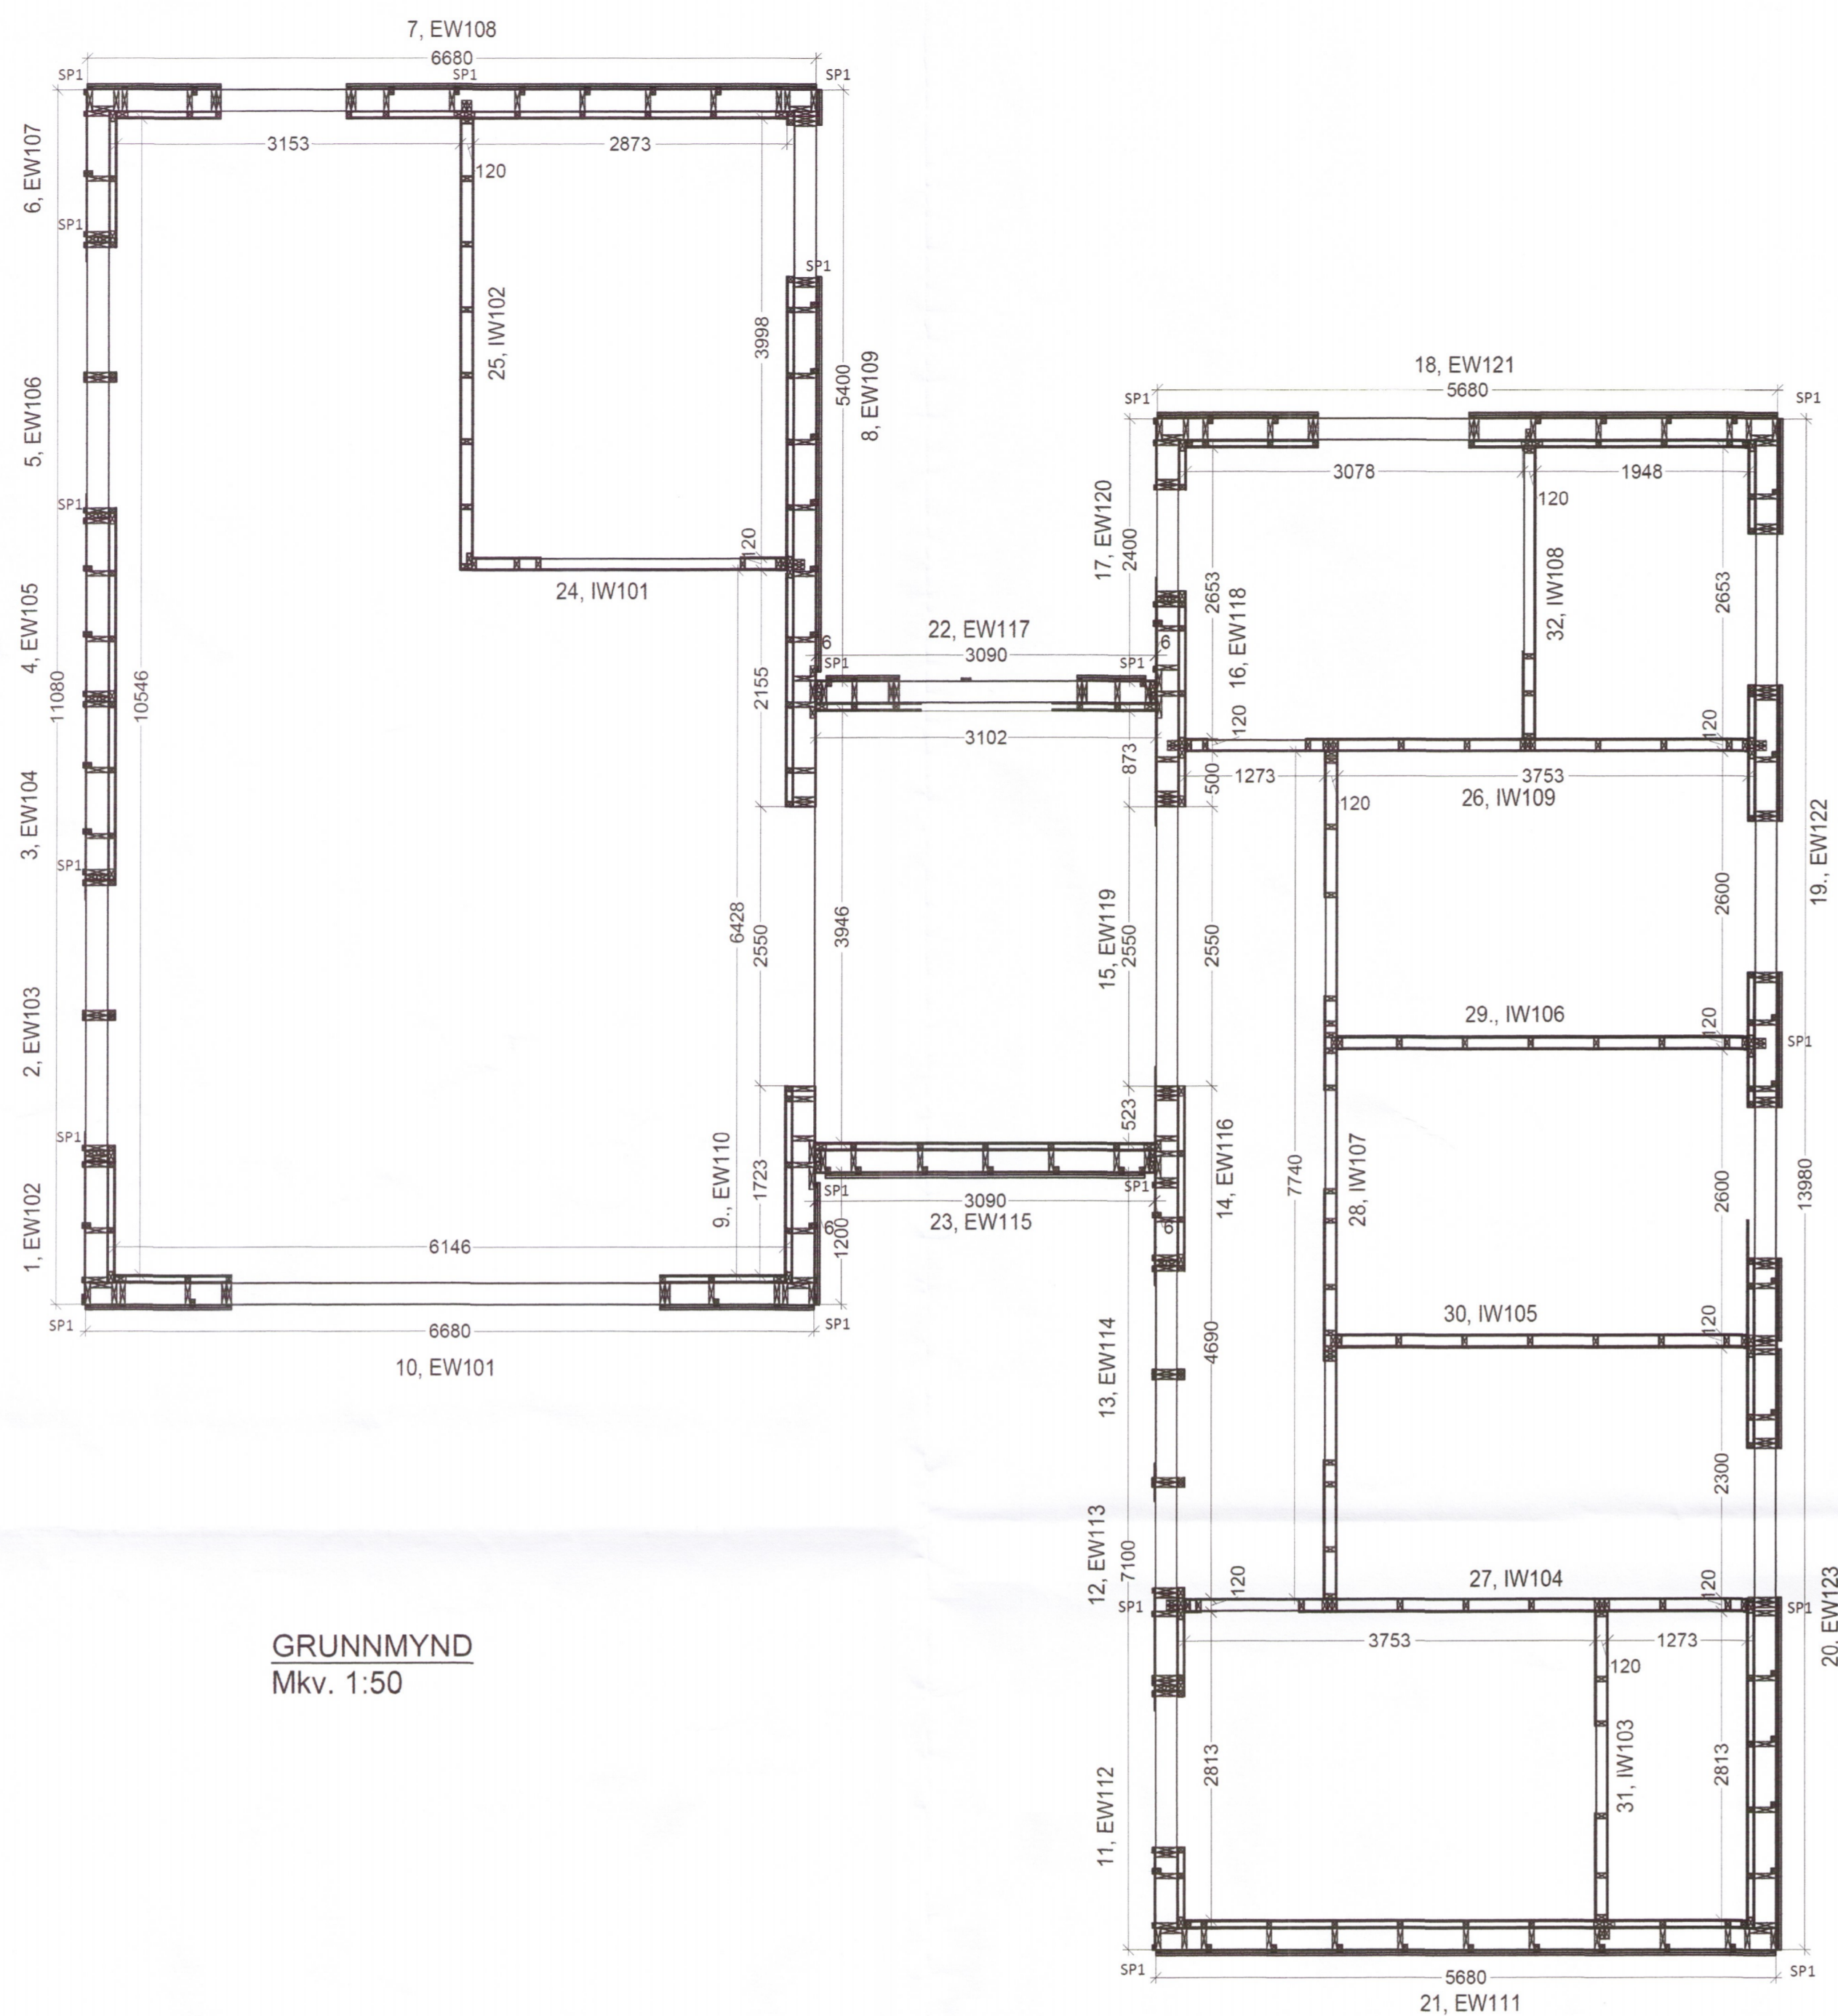 7, EW108
6680
SP1
SP1
SP1
3153
2873
120
6, EW107
SP1
25, IW102
3998
SP1
5400
8, EW109
5, EW106
SP1
120
24, IW101
4, EW105
11080
10546
2155
6
22, EW117
3090
6
SP1
SP1
3102
3, EW104
SP1
6428
2550
3946
2, EW103
SP1
9., EW110
1723
1, EW102
SP1
SP1
3090
23, EW115
6
6
1200
6146
SP1
SP1
6680
10, EW101
18, EW121
5680
SP1
SP1
3078
1948
120
17, EW120
2400
2653
32, IW108
2653
16, EW118
120
120
873
500
1273
3753
120
26, IW109
19., EW122
15, EW119
2550
2550
2600
29., IW106
120
SP1
523
14, EW116
7740
28, IW107
2600
13980
30, IW105
120
13, EW114
4690
2300
12, EW113
7100
120
27, IW104
120
SP1
SP1
20, EW123
3753
1273
120
11, EW112
2813
31, IW103
2813
SP1
SP1
5680
21, EW111
GRUNNMYND
Mkv. 1:50